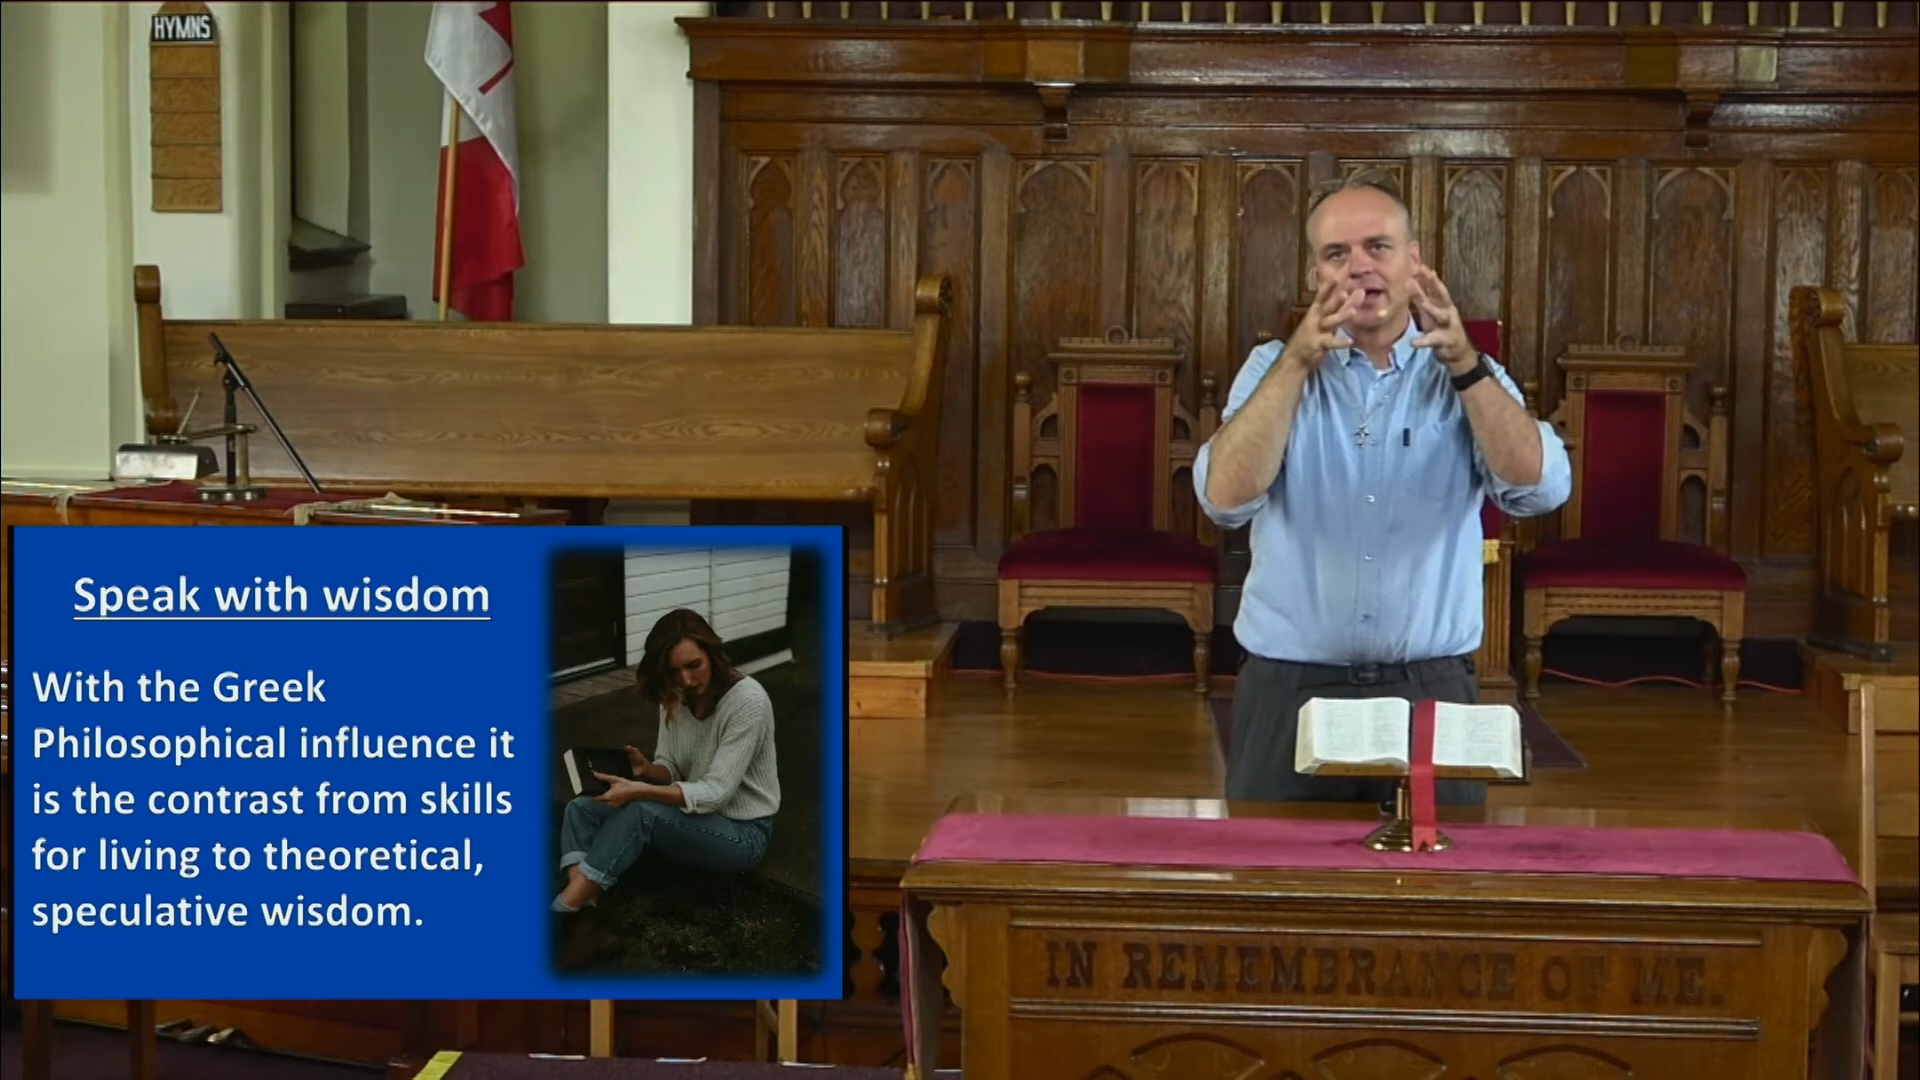 HYMNS
Speak with wisdom
With the Greek
Philosophical influence it
is the contrast from skills
for living to theoretical,
speculative wisdom.
IN REMEMBRANCE OF ME.